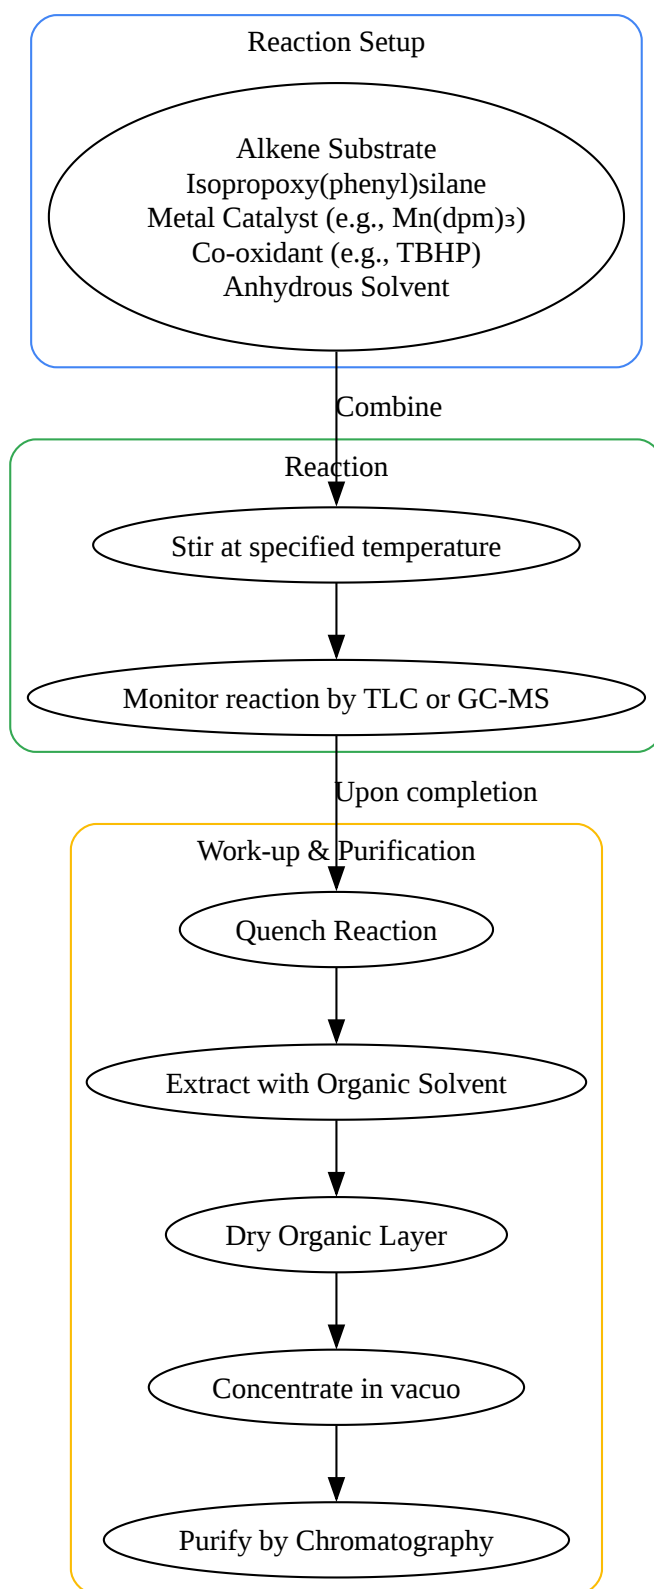 Reaction Setup
Alkene Substrate
Isopropoxy(phenyl)silane
Metal Catalyst (e.g., Mn(dpm)₃)
Co-oxidant (e.g., TBHP)
Anhydrous Solvent
Combine
Reaction
Stir at specified temperature
Monitor reaction by TLC or GC-MS
Upon completion
Work-up & Purification
Quench Reaction
Extract with Organic Solvent
Dry Organic Layer
Concentrate in vacuo
Purify by Chromatography